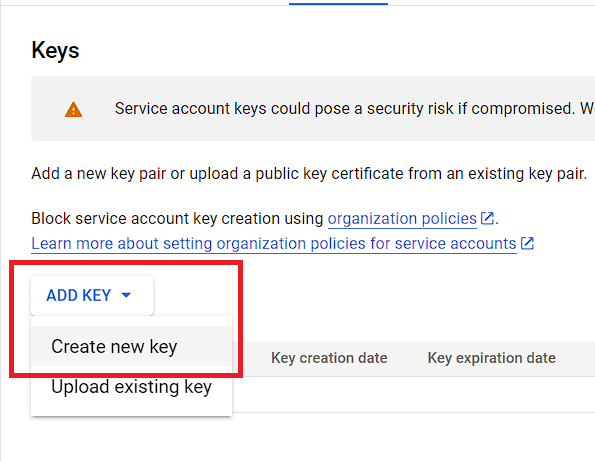 Keys
Service account keys could pose a security risk if compromised. We
Add a new key pair or upload a public key certificate from an existing key pair.
Block service account key creation using organization policies.
Learn more about setting organization policies for service accounts
ADD KEY
Create new key
Key creation date
Key expiration date
Upload existing key